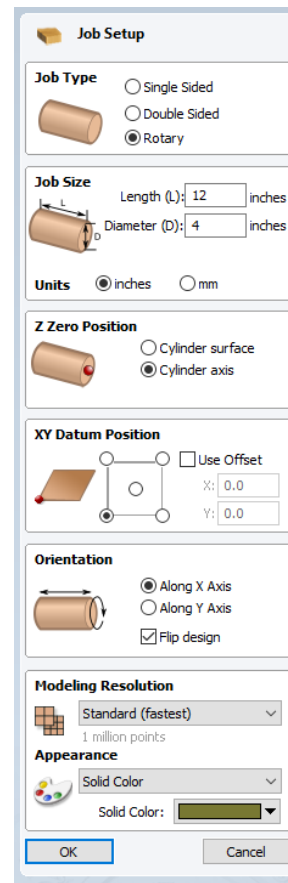 Job Setup
Job Type
Single Sided
Double Sided
Rotary
Job Size
L
D
Length (L): 12 inches
Diameter (D): 4 inches
Units inches mm
Z Zero Position
Cylinder surface
Cylinder axis
XY Datum Position
Use Offset
X: 0.0
Y: 0.0
Orientation
Along X Axis
Along Y Axis
Flip design
Modeling Resolution
Standard (fastest)
1 million points
Appearance
Solid Color
Solid Color:
OK Cancel